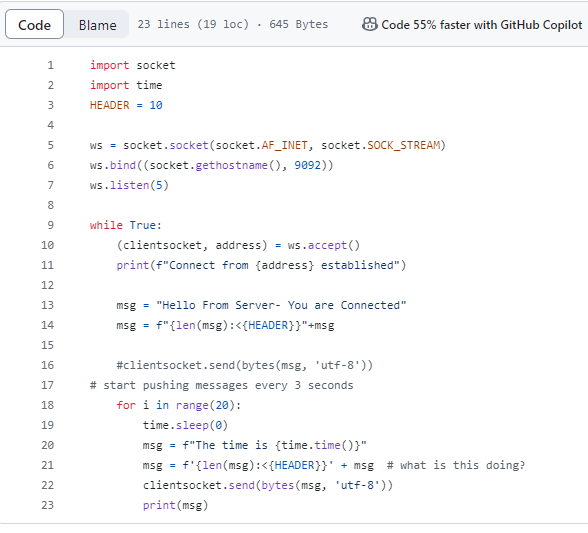 Code Blame 23 lines (19 loc) · 645 Bytes Code 55% faster with GitHub Copilot
1 import socket
2 import time
3 HEADER = 10
4
5 ws = socket.socket(socket.AF_INET, socket.SOCK_STREAM)
6 ws.bind((socket.gethostname(), 9092))
7 ws.listen(5)
8
9 while True:
10     (clientsocket, address) = ws.accept()
11     print(f"Connect from {address} established")
12
13     msg = "Hello From Server- You are Connected"
14     msg = f"{len(msg):<{HEADER}}"+msg
15
16     #clientsocket.send(bytes(msg, 'utf-8'))
17 # start pushing messages every 3 seconds
18     for i in range(20):
19         time.sleep(0)
20         msg = f"The time is {time.time()}"
21         msg = f'{len(msg):<{HEADER}}' + msg  # what is this doing?
22         clientsocket.send(bytes(msg, 'utf-8'))
23         print(msg)